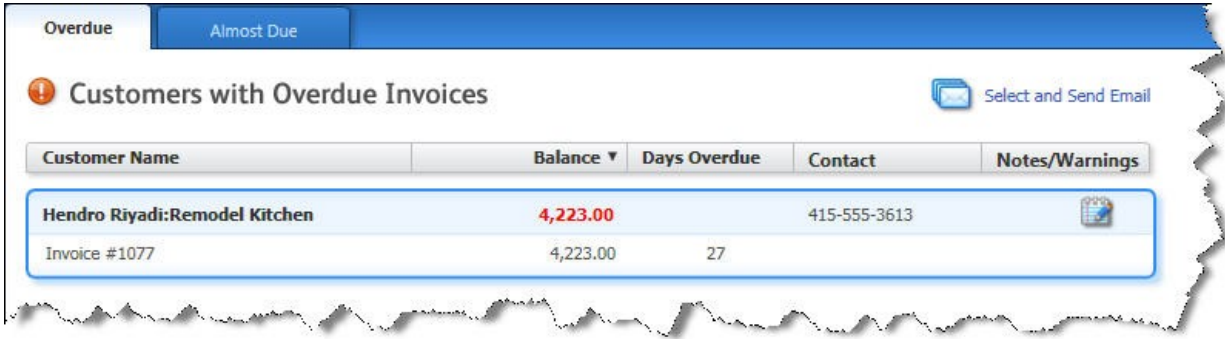 Overdue Almost Due
Customers with Overdue Invoices Select and Send Email
Customer Name Balance ▼ Days Overdue Contact Notes/Warnings
Hendro Riyadi:Remodel Kitchen 4,223.00 415-555-3613
Invoice #1077 4,223.00 27